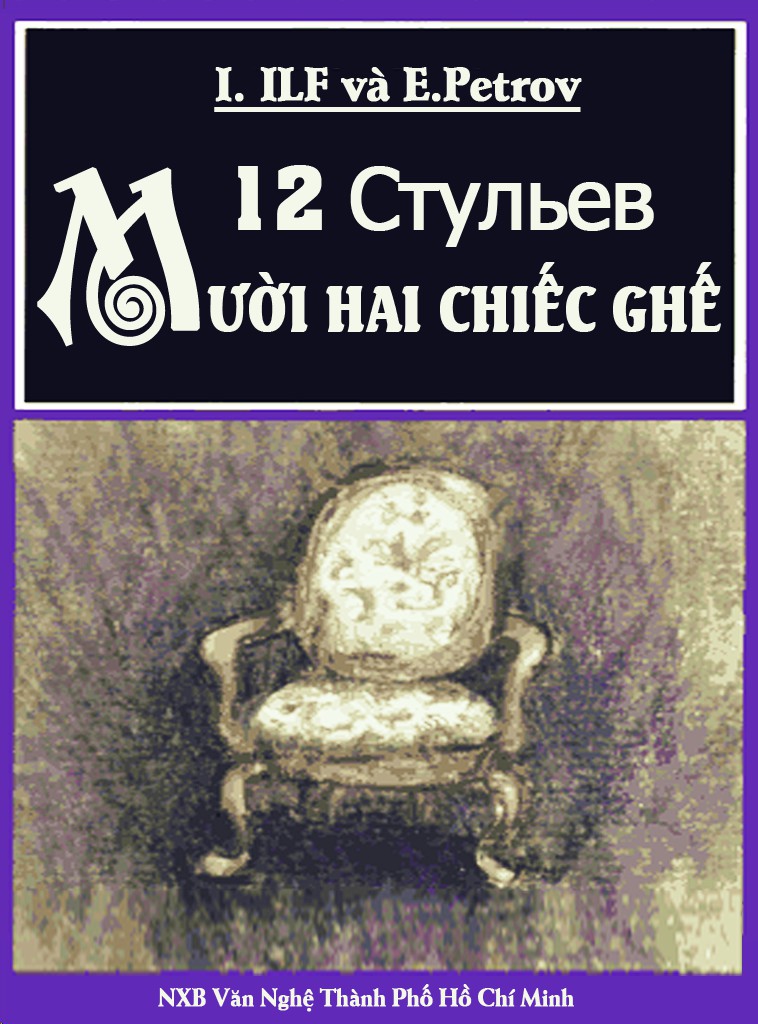 I. ILF và E.Petrov
12 Стульев
MƯỜI HAI CHIẾC GHẾ
NXB Văn Nghệ Thành Phố Hồ Chí Minh